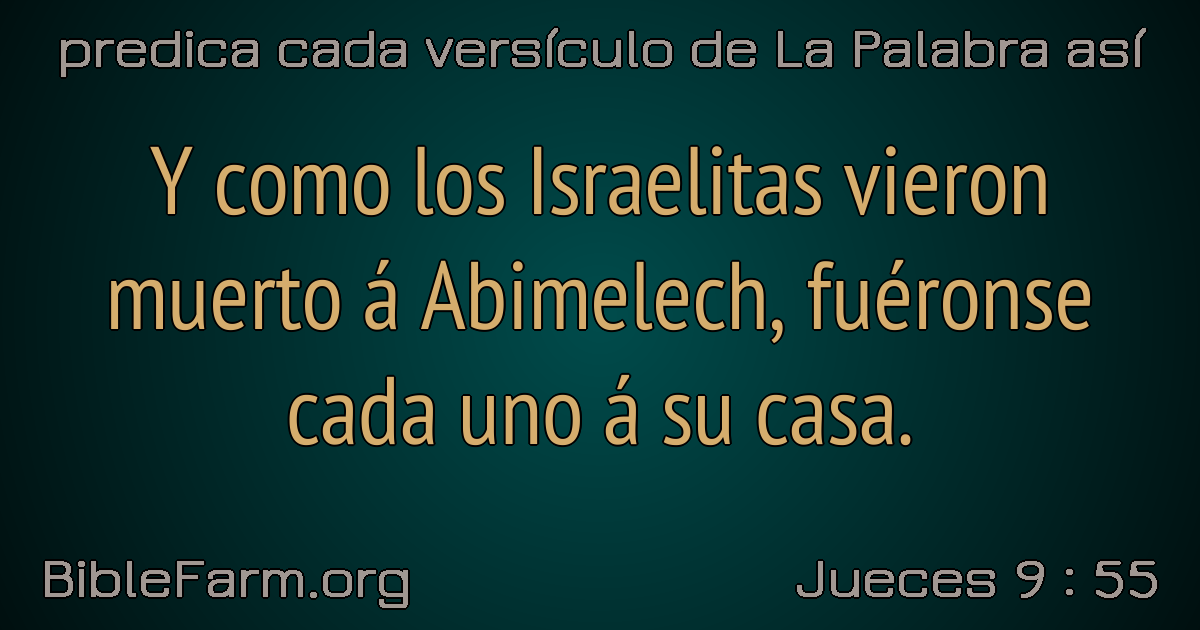 predica cada versículo de La Palabra así
Y como los Israelitas vieron
muerto á Abimelech, fuéronse
cada uno á su casa.
BibleFarm.org
Jueces 9 : 55